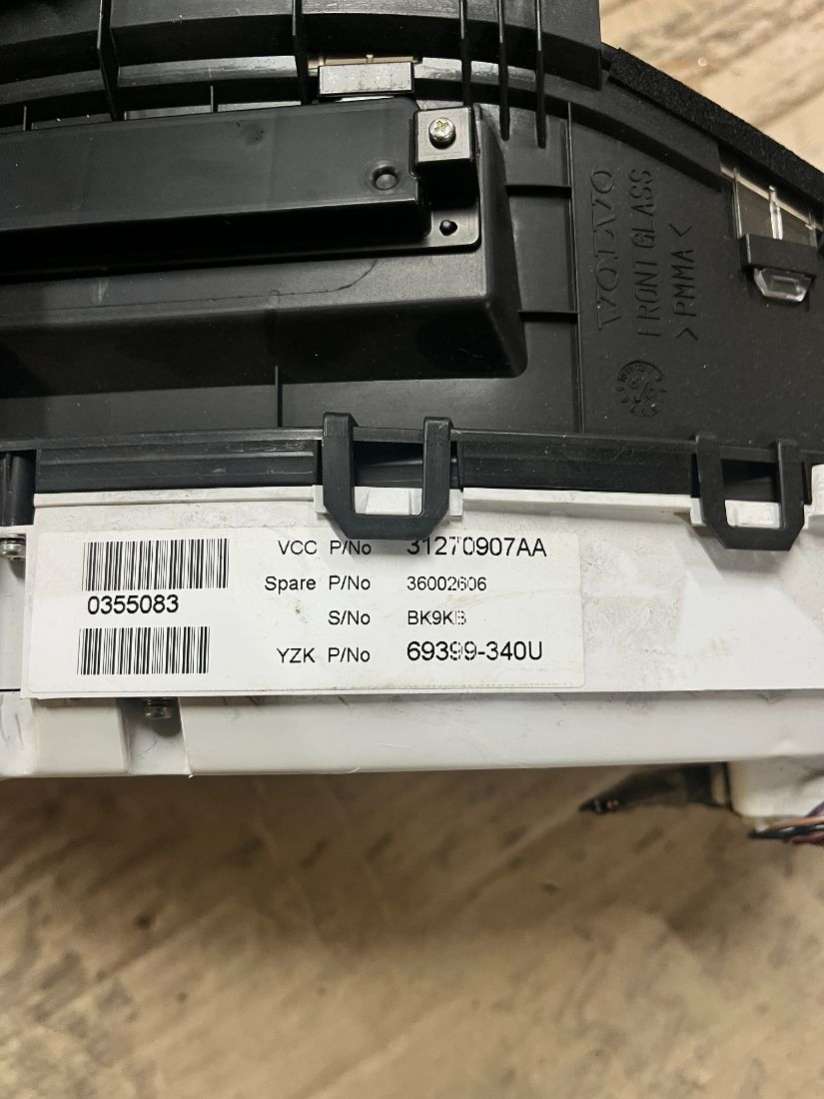 VOLVO
FRONT GLASS
>PMMA<
0355083
VCC P/No 31270907AA
Spare P/No 36002606
S/No BK9KB
YZK P/No 69399-340U